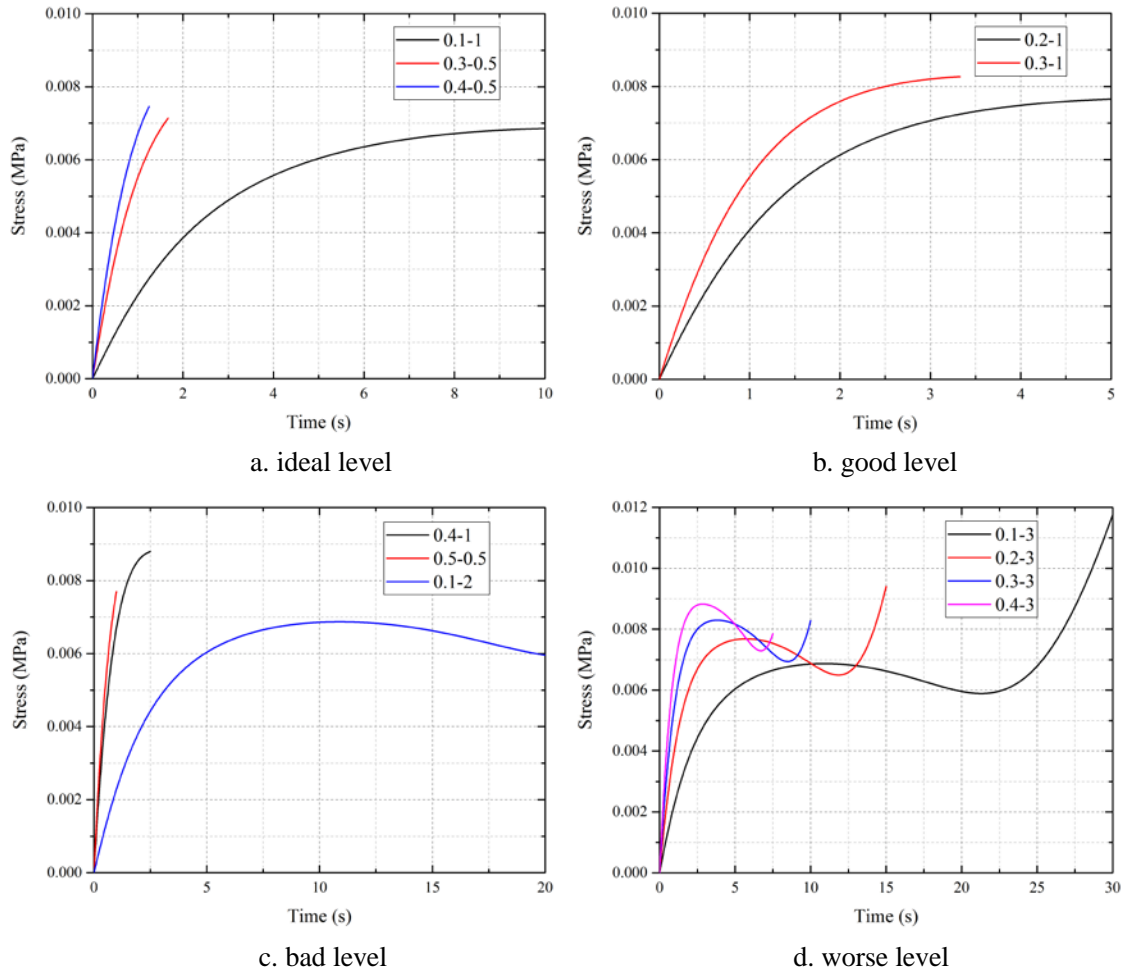 0.010
0.008
0.006
0.004
0.002
0.000
Stress (MPa)
0.1-1
0.3-0.5
0.4-0.5
0 2 4 6 8 10
Time (s)
a. ideal level
0.010
0.008
0.006
0.004
0.002
0.000
Stress (MPa)
0.2-1
0.3-1
0 1 2 3 4 5
Time (s)
b. good level
0.010
0.008
0.006
0.004
0.002
0.000
Stress (MPa)
0.4-1
0.5-0.5
0.1-2
0 5 10 15 20
Time (s)
c. bad level
0.012
0.010
0.008
0.006
0.004
0.002
0.000
Stress (MPa)
0.1-3
0.2-3
0.3-3
0.4-3
0 5 10 15 20 25 30
Time (s)
d. worse level